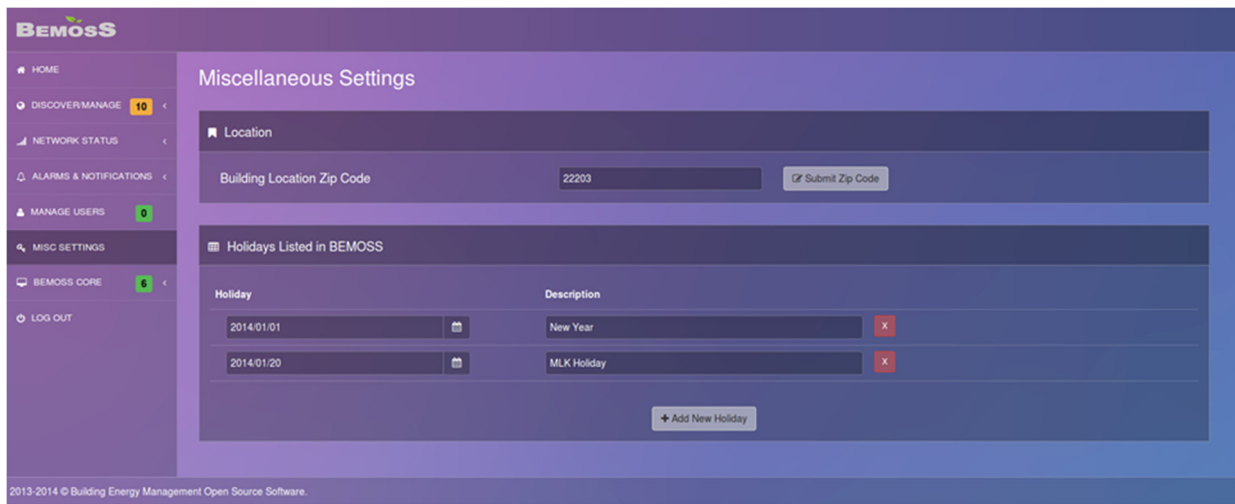 BEMOSS
HOME
Miscellaneous Settings
DISCOVER/MANAGE 10
NETWORK STATUS
ALARMS & NOTIFICATIONS
MANAGE USERS 0
MISC SETTINGS
BEMOSS CORE 6
LOG OUT
Location
Building Location Zip Code 22203 Submit Zip Code
Holidays Listed in BEMOSS
Holiday Description
2014/01/01 New Year X
2014/01/20 MLK Holiday X
+ Add New Holiday
2013-2014 © Building Energy Management Open Source Software.